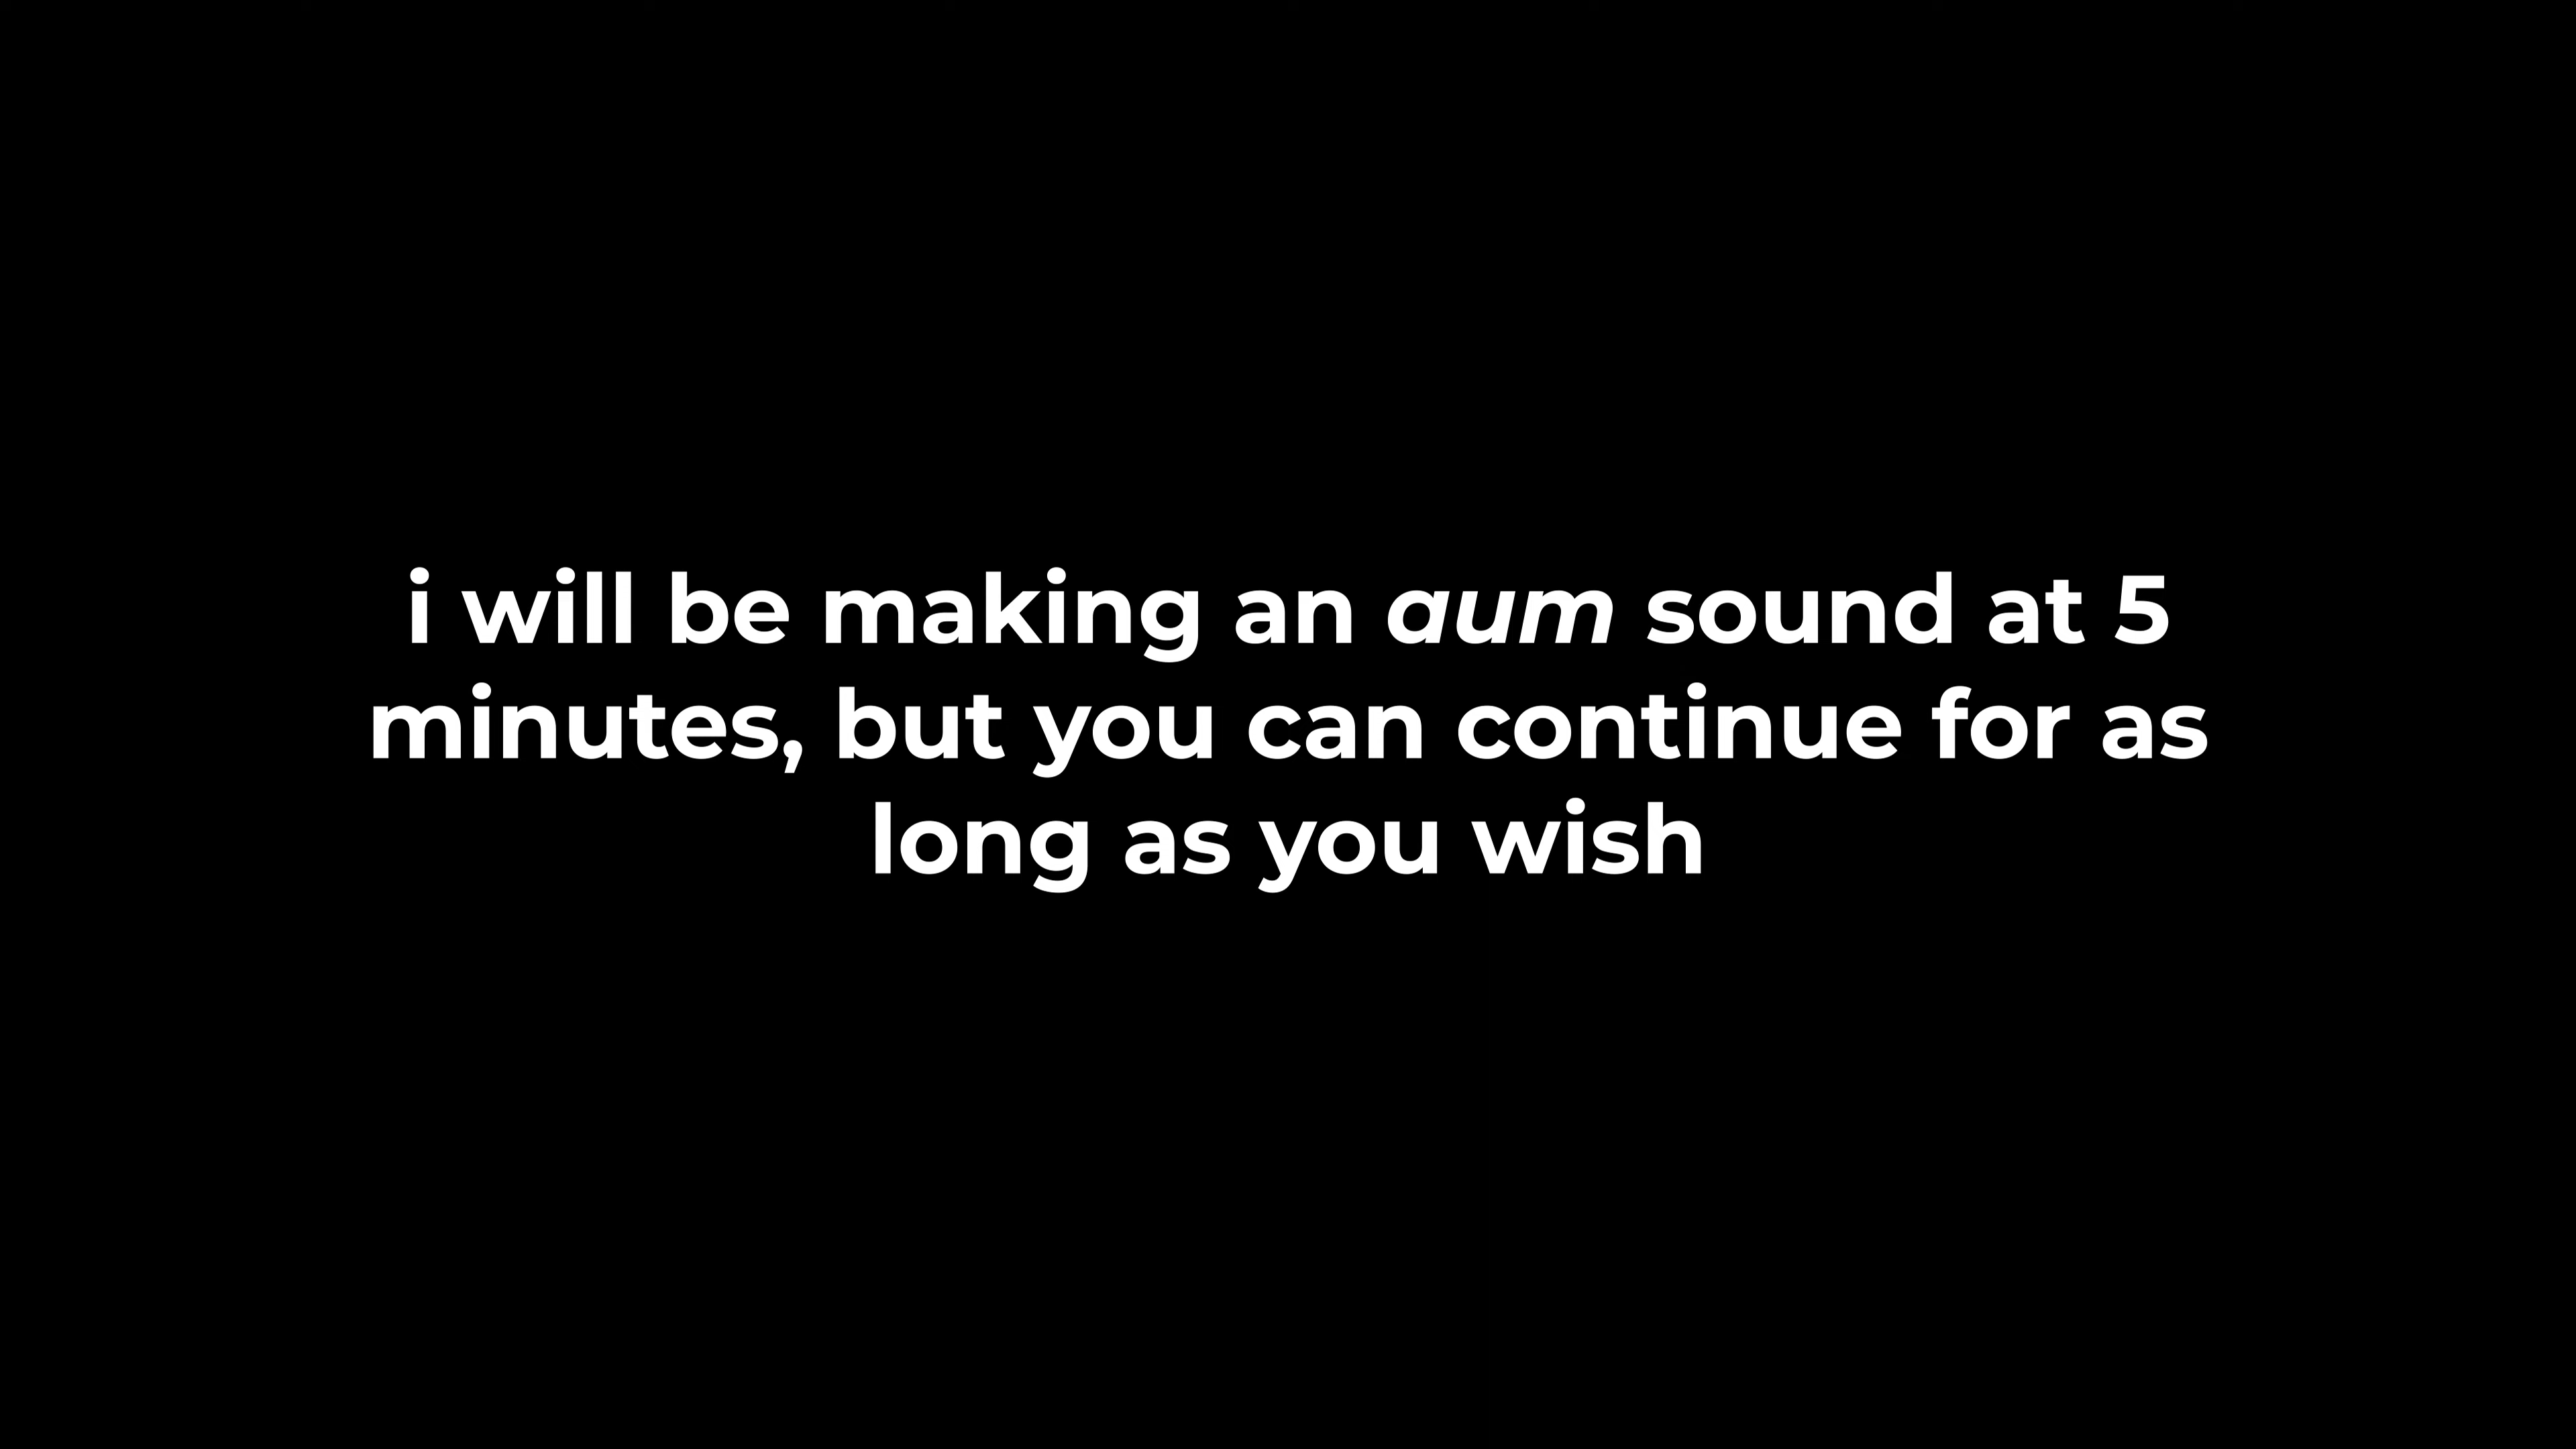 i will be making an aum sound at 5
minutes, but you can continue for as
long as you wish